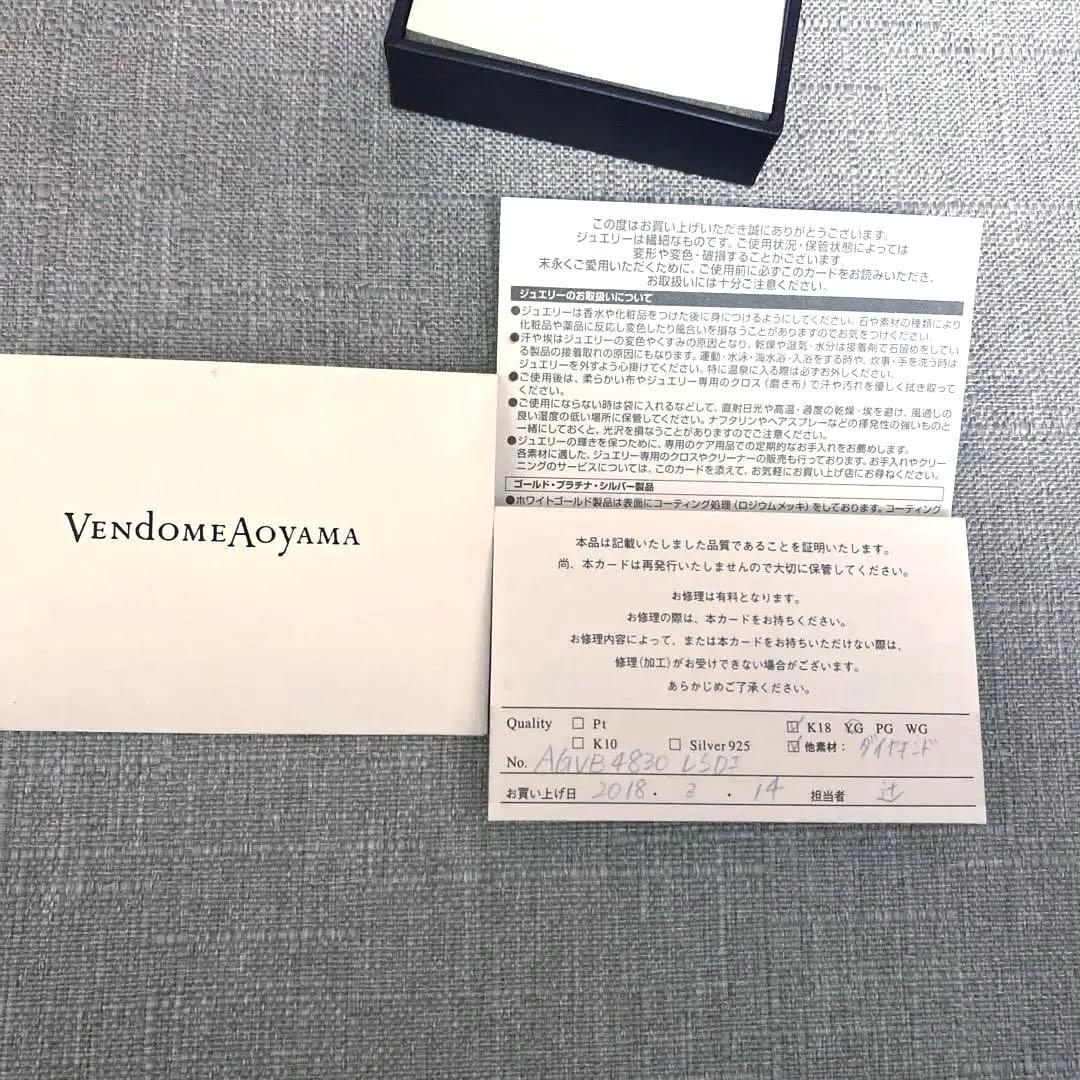 この度はお買い上げいただき誠にありがとうございます。
ジュエリーは繊細なものです。ご使用状況・保管状態によっては
変形や変色・破損することがございます
末永くご愛用いただくために、ご使用前に必ずこのカードをお読みいただき、
お取扱いには十分ご注意ください。
ジュエリーのお取扱いについて
●ジュエリーは香水や化粧品をつけた後に身につけるようにしてください。石や素材の種類により
化粧品や薬品に反応し変色したり風合いを損なうことがありますのでお気をつけください。
●汗や埃はジュエリーの変色やくすみの原因となり、乾燥や湿気・水分は接着剤で石留めをしてい
る製品の接着取れの原因にもなります。運動・水泳・海水浴・入浴をする時や、炊事・手を洗う時は
ジュエリーを外すよう心掛けてください。特に温泉に入る際は必ずお外しください。
●ご使用後は、柔らかい布やジュエリー専用のクロス(磨き布)で汗や汚れを優しく拭き取って
ください。
●ご使用にならない時は袋に入れるなどして、直射日光や高温・過度の乾燥・埃を避け、風通しの
良い湿度の低い場所に保管してください。ナフタリンやヘアスプレーなどの揮発性の強いものと
一緒にしておくと、光沢を損なうことがありますのでご注意ください。
●ジュエリーの輝きを保つために、専用のケア用品での定期的なお手入れをお薦めします。
各素材に適した、ジュエリー専用のクロスやクリーナーの販売も行っております。お手入れやクリー
ニングのサービスについては、このカードを添えて、お気軽にお買い上げ店にお尋ねください。
ゴールド・プラチナ・シルバー製品
●ホワイトゴールド製品は表面にコーティング処理(ロジウムメッキ)をしております。コーティング
VENDOMEAOYAMA
本品は記載いたしました品質であることを証明いたします。
尚、本カードは再発行いたしませんので大切に保管してください。
お修理は有料となります。
お修理の際は、本カードをお持ちください。
お修理内容によって、または本カードをお持ちいただけない際は、
修理(加工)がお受けできない場合がございます。
あらかじめご了承ください。
Quality □ Pt ☑ K18 YG PG WG
□ K10 □ Silver925 ☑ 他素材: ダイヤモンド
No. AGVB4830 LSDI
お買い上げ日 2018 . 3 . 14 担当者 辻